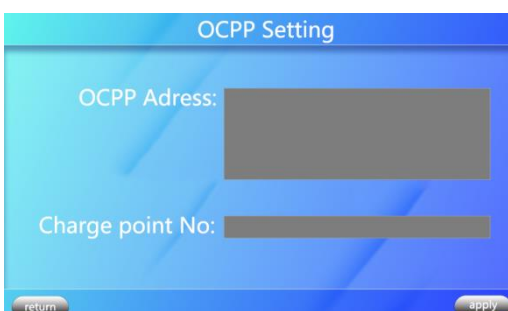 OCPP Setting
OCPP Adress:
Charge point No:
return
apply